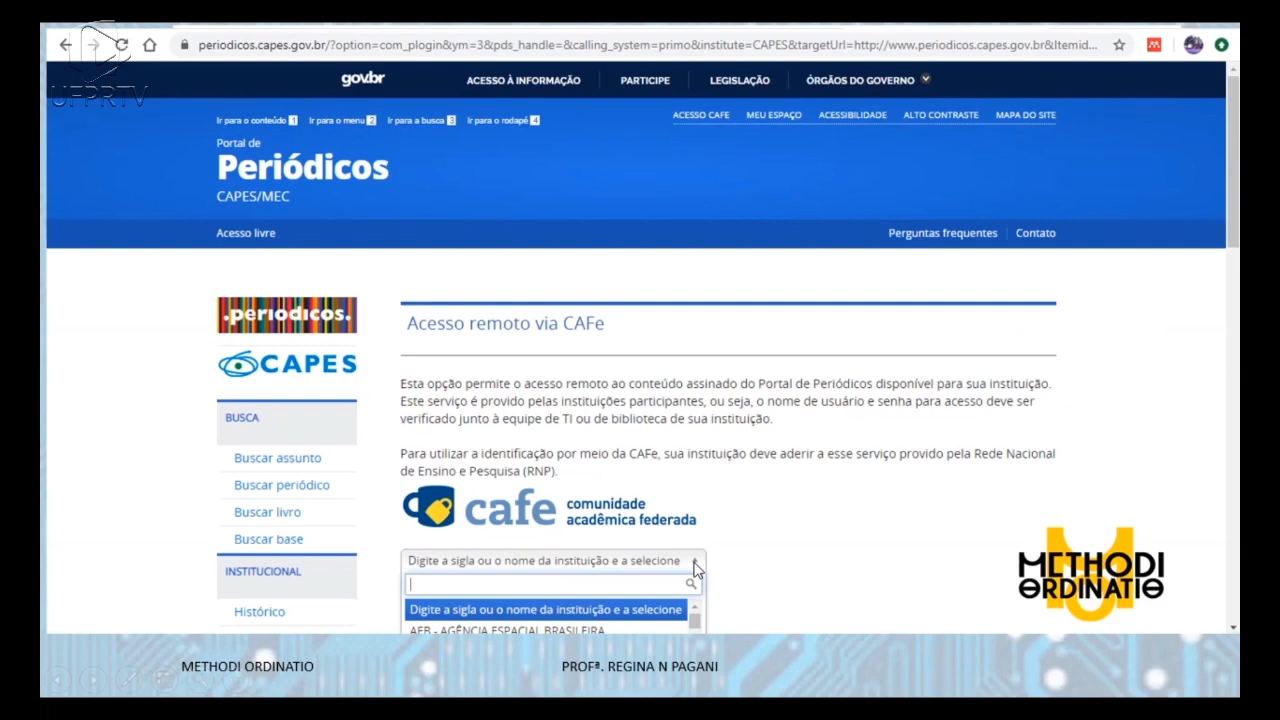 periodicos.capes.gov.br/?option=com_plogin&ym=3&pds_handle=&calling_system=primo&institute=CAPES&targetUrl=http://www.periodicos.capes.gov.br&Itemid...
UFPRTV
gov.br
ACESSO À INFORMAÇÃO
PARTICIPE
LEGISLAÇÃO
ÓRGÃOS DO GOVERNO
Ir para o conteúdo 1 Ir para o menu 2 Ir para a busca 3 Ir para o rodapé 4
ACESSO CAFE MEU ESPAÇO ACESSIBILIDADE ALTO CONTRASTE MAPA DO SITE
Portal de
Periódicos
CAPES/MEC
Acesso livre
Perguntas frequentes
Contato
.periodicos.
CAPES
BUSCA
Buscar assunto
Buscar periódico
Buscar livro
Buscar base
INSTITUCIONAL
Histórico
Acesso remoto via CAFe
Esta opção permite o acesso remoto ao conteúdo assinado do Portal de Periódicos disponível para sua instituição.
Este serviço é provido pelas instituições participantes, ou seja, o nome de usuário e senha para acesso deve ser
verificado junto à equipe de TI ou de biblioteca de sua instituição.
Para utilizar a identificação por meio da CAFe, sua instituição deve aderir a esse serviço provido pela Rede Nacional
de Ensino e Pesquisa (RNP).
cafe comunidade
acadêmica federada
Digite a sigla ou o nome da instituição e a selecione
Digite a sigla ou o nome da instituição e a selecione
AEB - AGÊNCIA ESPACIAL BRASILEIRA
METHODI
ORDINATIO
METHODI ORDINATIO
PROFª. REGINA N PAGANI